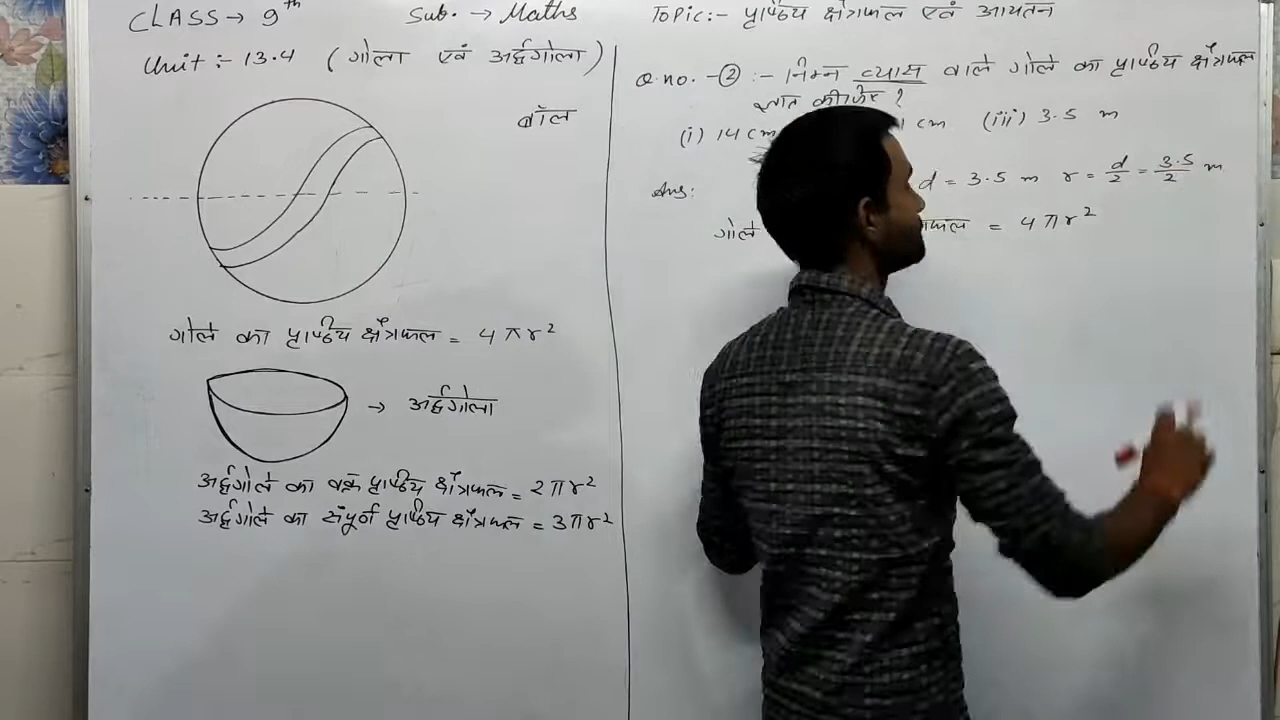 CLASS → 9th Sub. → Maths Topic:- पृष्ठीय क्षेत्रफल एवं आयतन
Unit :- 13.4 (गोला एवं अर्द्धगोला)
बॉल
गोले का पृष्ठीय क्षेत्रफल = 4πr²
→ अर्द्धगोला
अर्द्धगोले का वक्र पृष्ठीय क्षेत्रफल = 2πr²
अर्द्धगोले का संपूर्ण पृष्ठीय क्षेत्रफल = 3πr²
Q.no. -② :- निम्न व्यास वाले गोले का पृष्ठीय क्षेत्रफल
ज्ञात कीजिए ?
(i) 14 cm cm (iii) 3.5 m
Ans: d = 3.5 m r = d/2 = 3.5/2 m
गोले = 4πr²